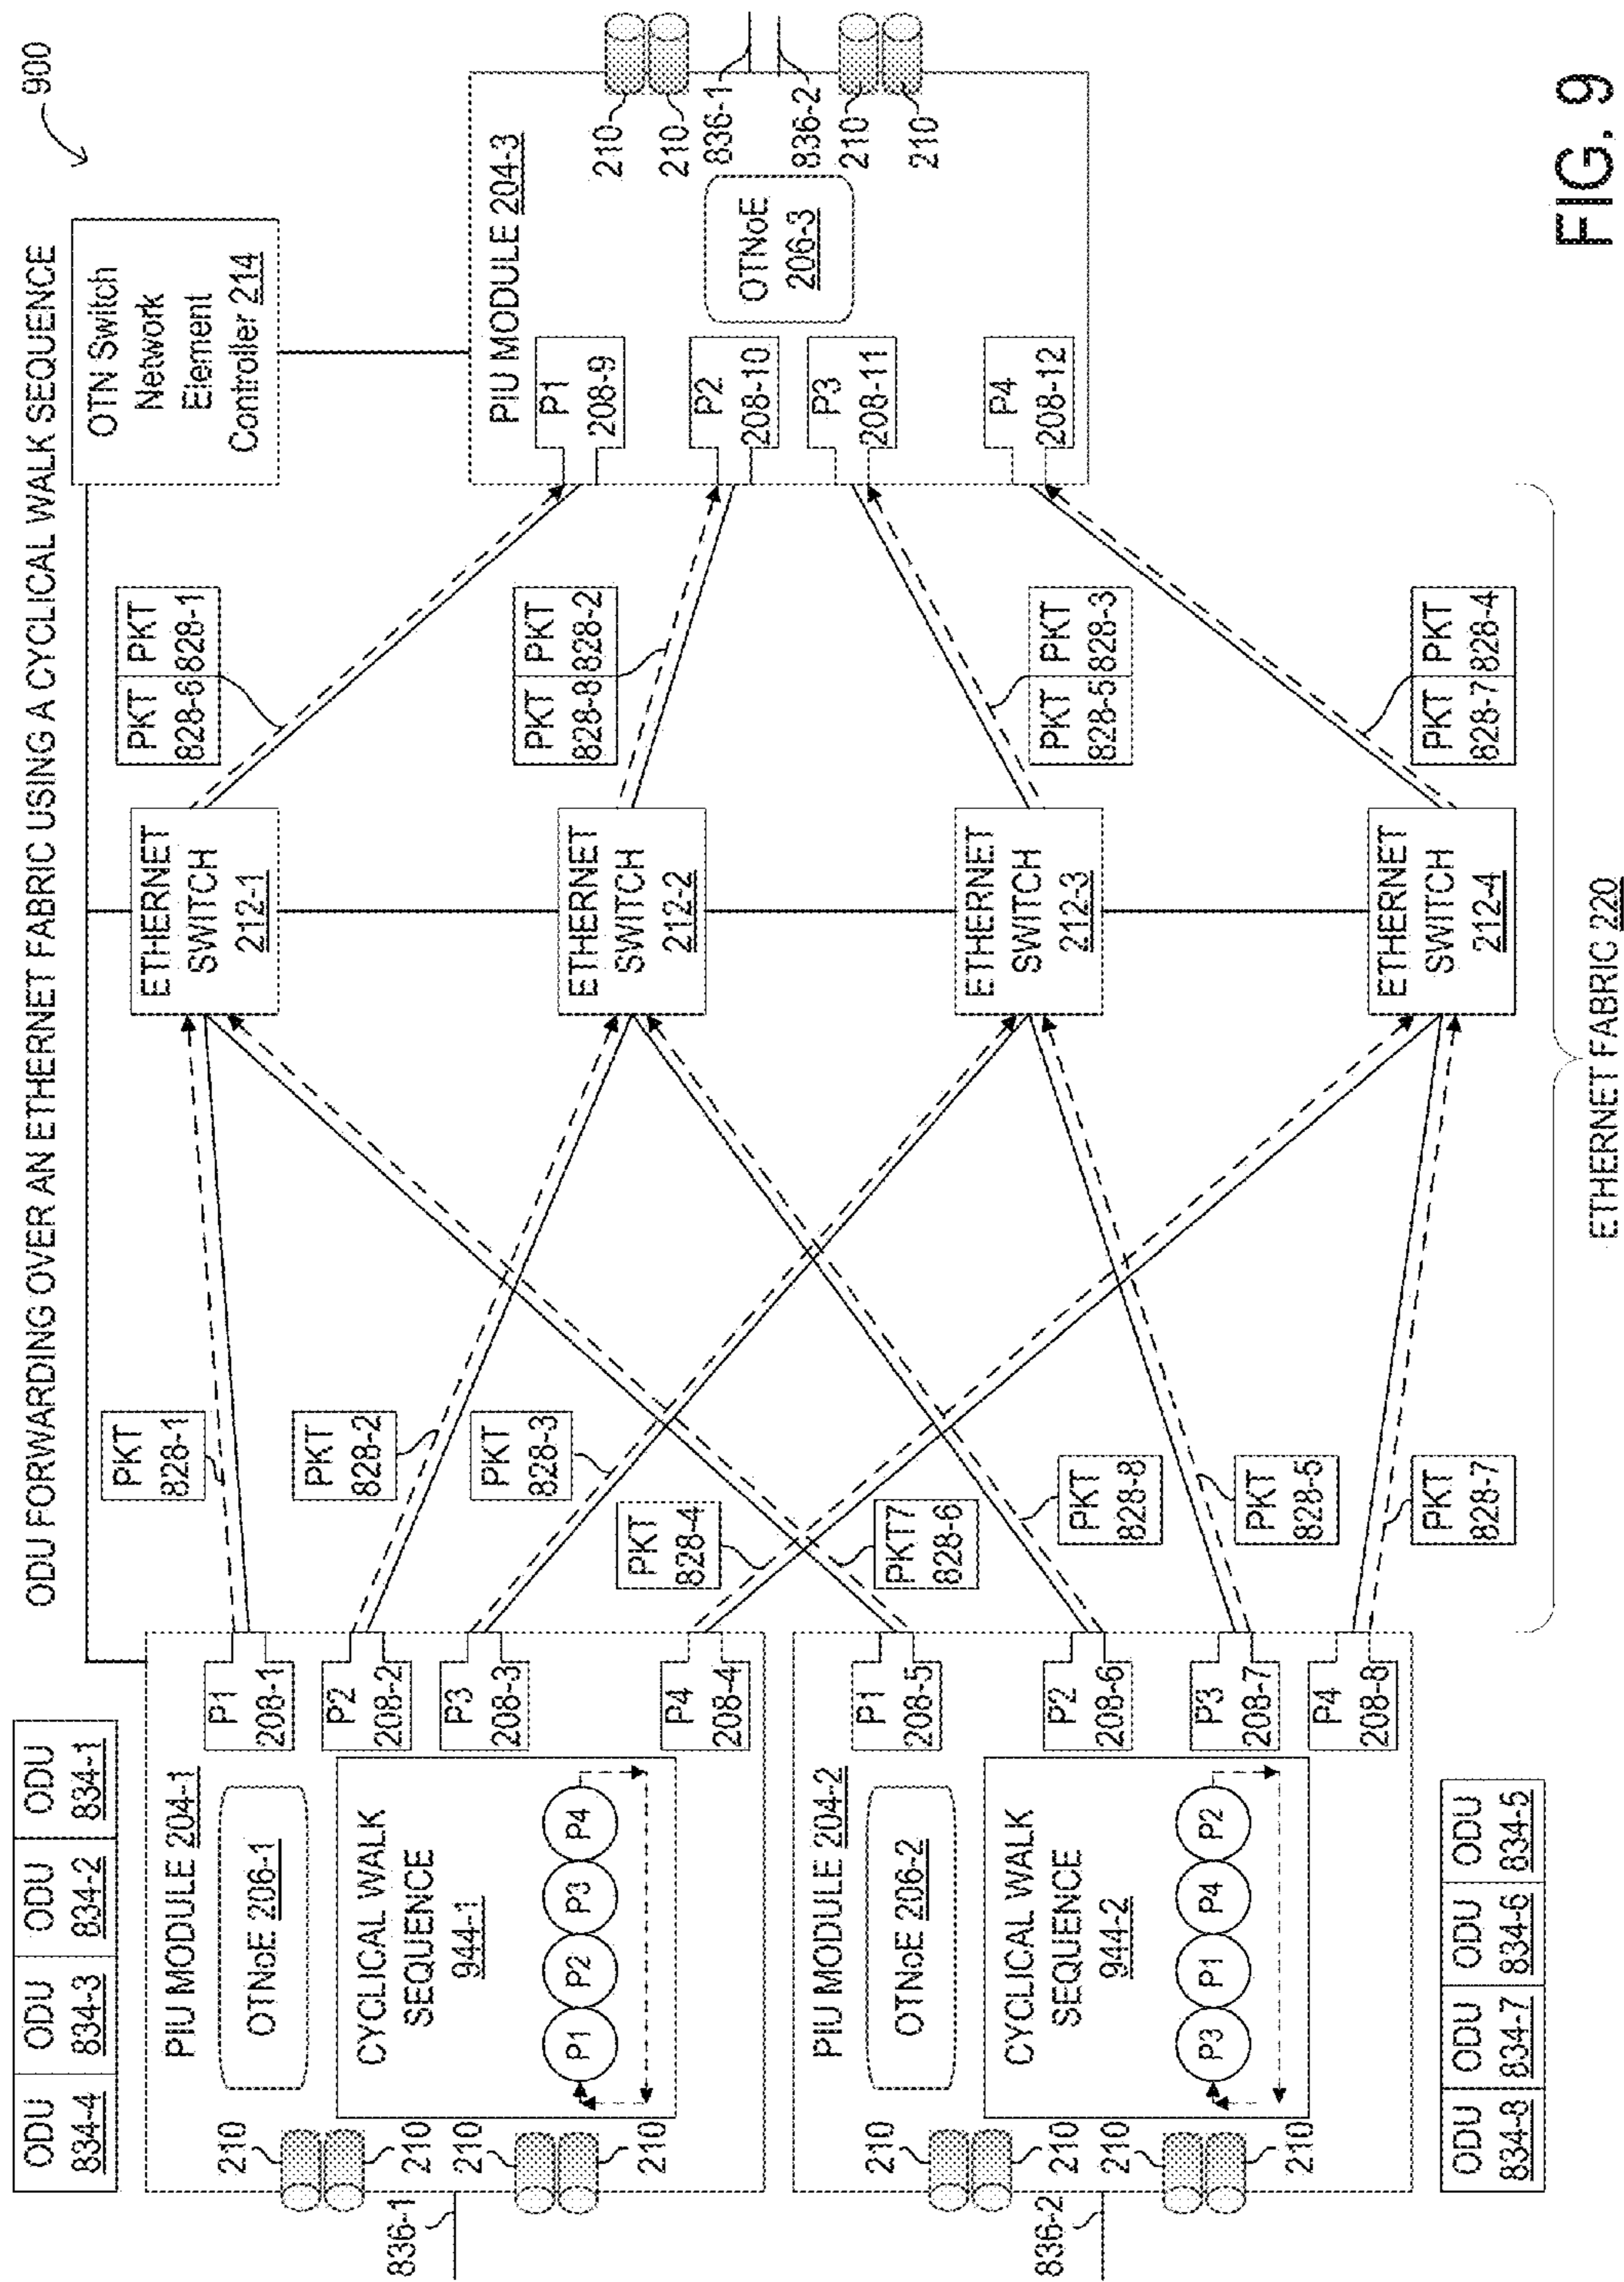 ODU FORWARDING OVER AN ETHERNET FABRIC USING A CYCLICAL WALK SEQUENCE
900
ODU
834-4
ODU
834-3
ODU
834-2
ODU
834-1
PIU MODULE 204-1
OTNoE 206-1
CYCLICAL WALK
SEQUENCE
944-1
P1
P2
P3
P4
210
210
210
210
836-1
P1
208-1
P2
208-2
P3
208-3
P4
208-4
PIU MODULE 204-2
OTNoE 206-2
CYCLICAL WALK
SEQUENCE
944-2
P3
P1
P4
P2
210
210
210
210
836-2
P1
208-5
P2
208-6
P3
208-7
P4
208-8
ODU
834-8
ODU
834-7
ODU
834-6
ODU
834-5
PKT
828-1
PKT
828-2
PKT
828-3
PKT
828-4
PKT7
828-6
PKT
828-8
PKT
828-5
PKT
828-7
ETHERNET
SWITCH
212-1
ETHERNET
SWITCH
212-2
ETHERNET
SWITCH
212-3
ETHERNET
SWITCH
212-4
PKT
828-6
PKT
828-1
PKT
828-8
PKT
828-2
PKT
828-5
PKT
828-3
PKT
828-7
PKT
828-4
OTN Switch
Network
Element
Controller 214
PIU MODULE 204-3
P1
208-9
P2
208-10
P3
208-11
P4
208-12
OTNoE
206-3
210
210
836-1
836-2
210
210
ETHERNET FABRIC 220
FIG. 9